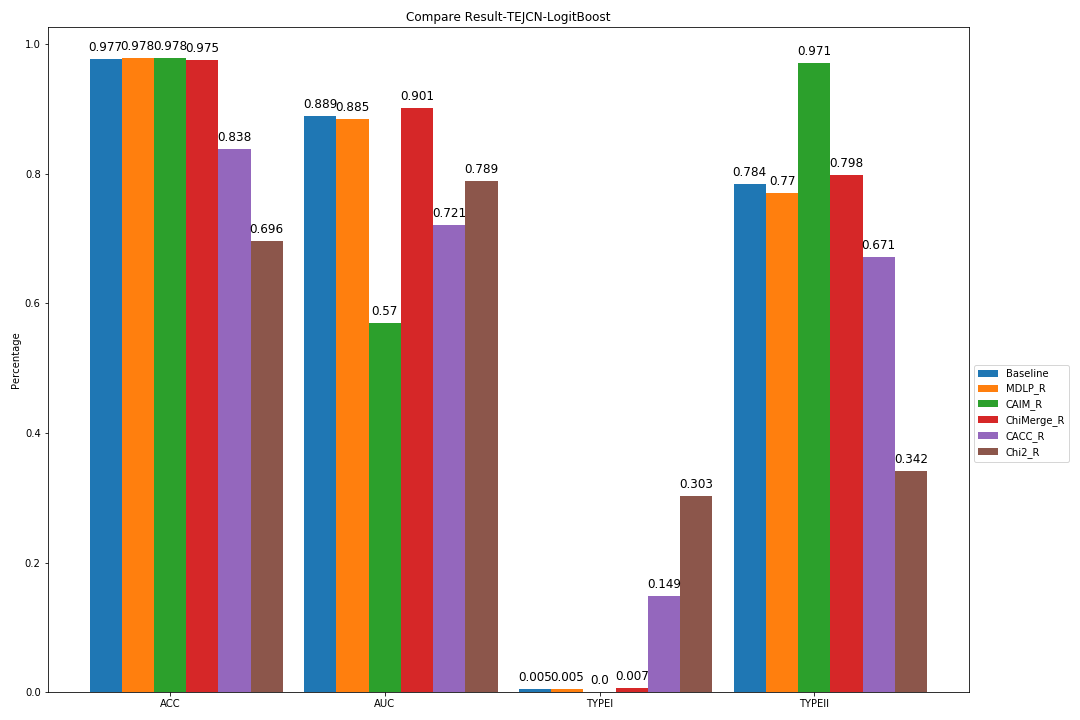 Compare Result-TEJCN-LogitBoost
Percentage
1.0
0.8
0.6
0.4
0.2
0.0
0.977 0.978 0.978 0.975 0.838 0.696
0.889 0.885 0.57 0.901 0.721 0.789
0.005 0.005 0.0 0.007 0.149 0.303
0.784 0.77 0.971 0.798 0.671 0.342
ACC AUC TYPEI TYPEII
Baseline
MDLP_R
CAIM_R
ChiMerge_R
CACC_R
Chi2_R